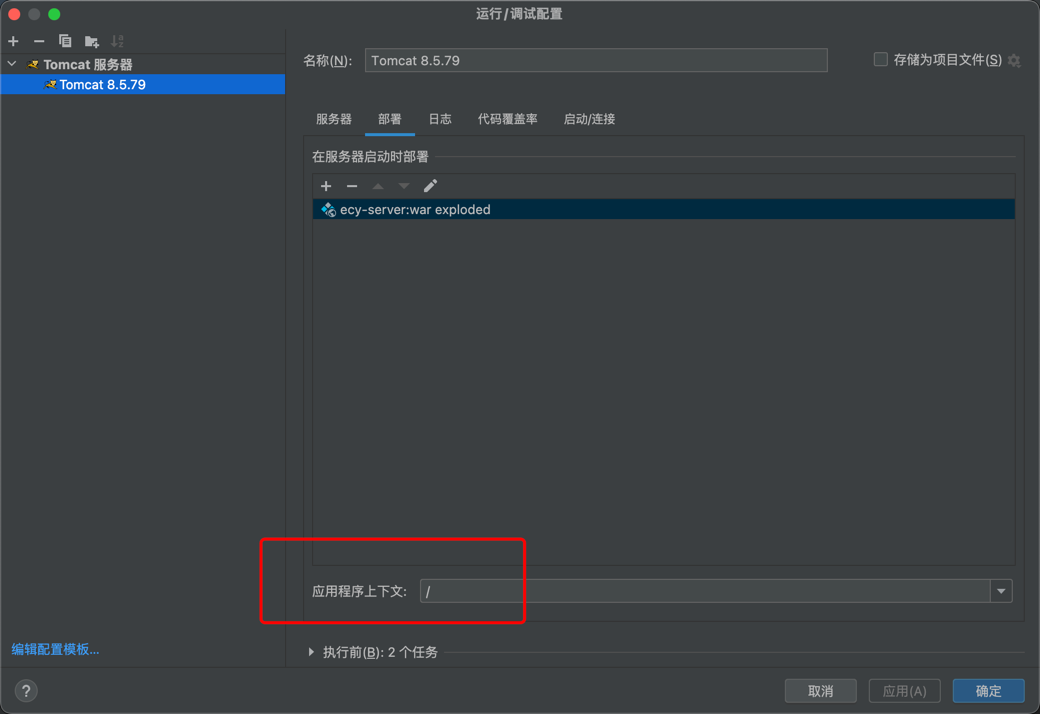 运行/调试配置
Tomcat 服务器
Tomcat 8.5.79
名称(N):
Tomcat 8.5.79
存储为项目文件(S)
服务器 部署 日志 代码覆盖率 启动/连接
在服务器启动时部署
ecy-server:war exploded
应用程序上下文:
/
执行前(B): 2 个任务
编辑配置模板...
?
取消 应用(A) 确定